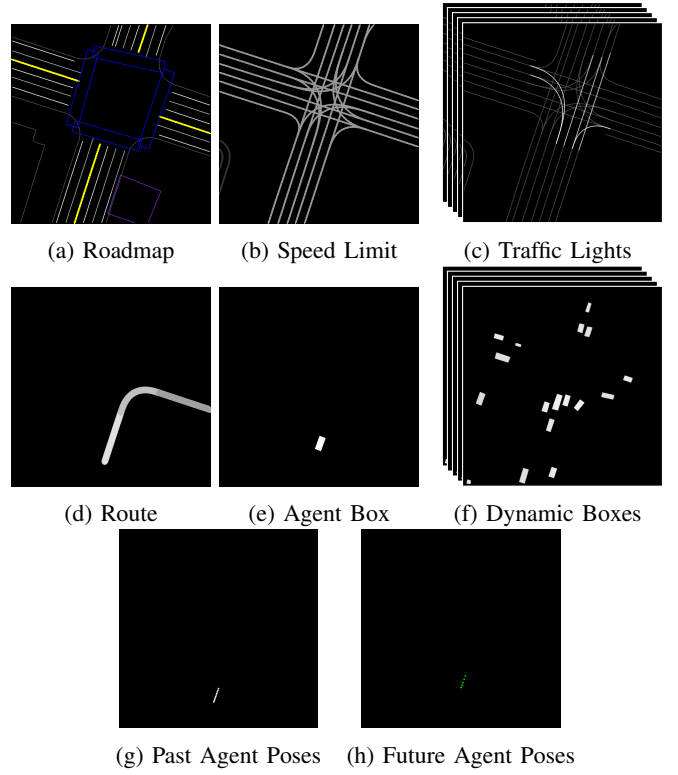 (a) Roadmap
(b) Speed Limit
(c) Traffic Lights
(d) Route
(e) Agent Box
(f) Dynamic Boxes
(g) Past Agent Poses
(h) Future Agent Poses